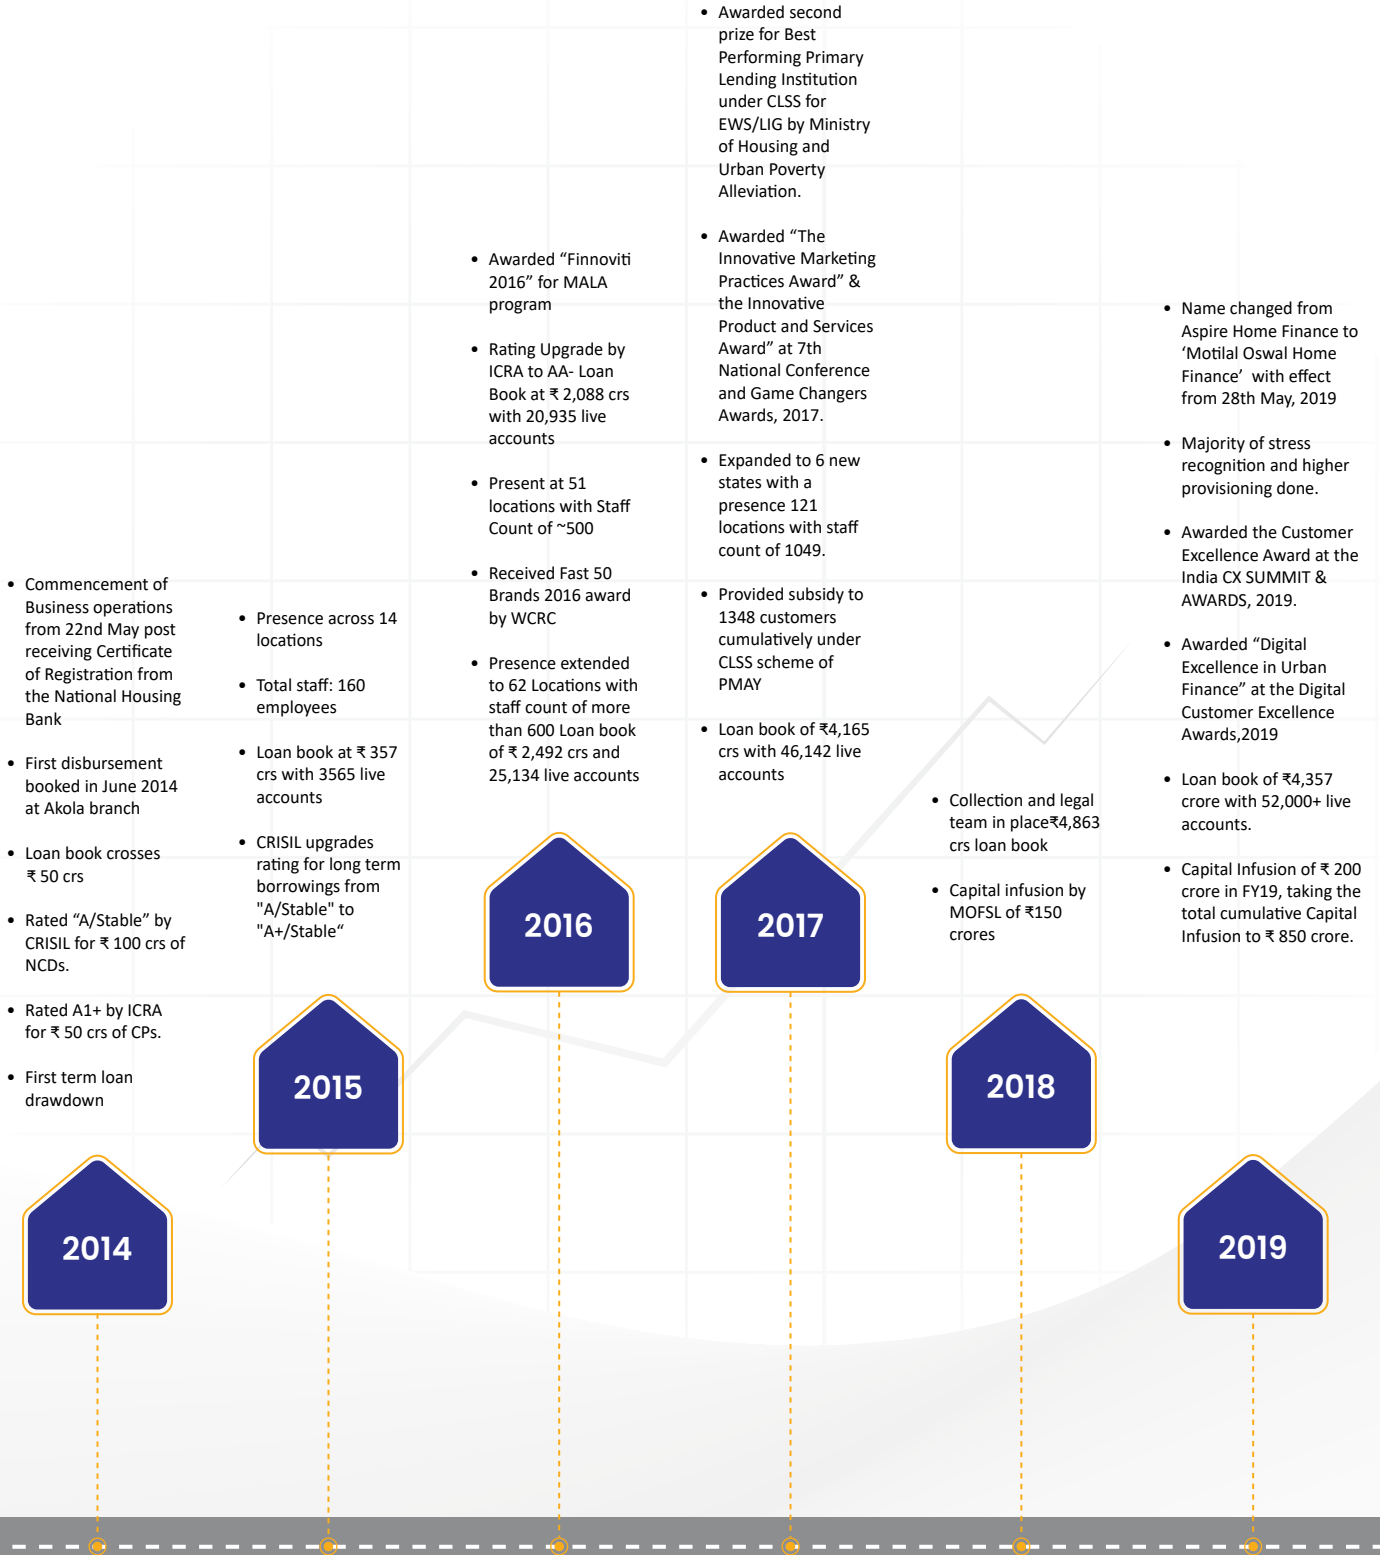 • Commencement of
Business operations
from 22nd May post
receiving Certificate
of Registration from
the National Housing
Bank
• First disbursement
booked in June 2014
at Akola branch
• Loan book crosses
₹ 50 crs
• Rated “A/Stable” by
CRISIL for ₹ 100 crs of
NCDs.
• Rated A1+ by ICRA
for ₹ 50 crs of CPs.
• First term loan
drawdown
2014
• Presence across 14
locations
• Total staff: 160
employees
• Loan book at ₹ 357
crs with 3565 live
accounts
• CRISIL upgrades
rating for long term
borrowings from
"A/Stable" to
"A+/Stable“
2015
• Awarded “Finnoviti
2016” for MALA
program
• Rating Upgrade by
ICRA to AA- Loan
Book at ₹ 2,088 crs
with 20,935 live
accounts
• Present at 51
locations with Staff
Count of ~500
• Received Fast 50
Brands 2016 award
by WCRC
• Presence extended
to 62 Locations with
staff count of more
than 600 Loan book
of ₹ 2,492 crs and
25,134 live accounts
2016
• Awarded second
prize for Best
Performing Primary
Lending Institution
under CLSS for
EWS/LIG by Ministry
of Housing and
Urban Poverty
Alleviation.
• Awarded “The
Innovative Marketing
Practices Award” &
the Innovative
Product and Services
Award” at 7th
National Conference
and Game Changers
Awards, 2017.
• Expanded to 6 new
states with a
presence 121
locations with staff
count of 1049.
• Provided subsidy to
1348 customers
cumulatively under
CLSS scheme of
PMAY
• Loan book of ₹4,165
crs with 46,142 live
accounts
2017
• Collection and legal
team in place₹4,863
crs loan book
• Capital infusion by
MOFSL of ₹150
crores
2018
• Name changed from
Aspire Home Finance to
‘Motilal Oswal Home
Finance’ with effect
from 28th May, 2019
• Majority of stress
recognition and higher
provisioning done.
• Awarded the Customer
Excellence Award at the
India CX SUMMIT &
AWARDS, 2019.
• Awarded “Digital
Excellence in Urban
Finance” at the Digital
Customer Excellence
Awards,2019
• Loan book of ₹4,357
crore with 52,000+ live
accounts.
• Capital Infusion of ₹ 200
crore in FY19, taking the
total cumulative Capital
Infusion to ₹ 850 crore.
2019